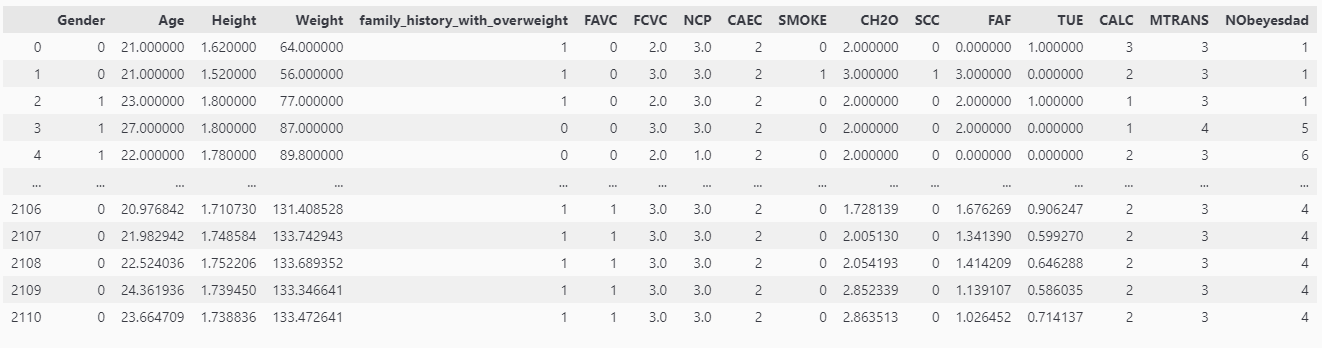 Gender Age Height Weight family_history_with_overweight FAVC FCVC NCP CAEC SMOKE CH2O SCC FAF TUE CALC MTRANS NObeyesdad
0 0 21.000000 1.620000 64.000000 1 0 2.0 3.0 2 0 2.000000 0 0.000000 1.000000 3 3 1
1 0 21.000000 1.520000 56.000000 1 0 3.0 3.0 2 1 3.000000 1 3.000000 0.000000 2 3 1
2 1 23.000000 1.800000 77.000000 1 0 2.0 3.0 2 0 2.000000 0 2.000000 1.000000 1 3 1
3 1 27.000000 1.800000 87.000000 0 0 3.0 3.0 2 0 2.000000 0 2.000000 0.000000 1 4 5
4 1 22.000000 1.780000 89.800000 0 0 2.0 1.0 2 0 2.000000 0 0.000000 0.000000 2 3 6
... ... ... ... ... ... ... ... ... ... ... ... ... ... ... ... ... ...
2106 0 20.976842 1.710730 131.408528 1 1 3.0 3.0 2 0 1.728139 0 1.676269 0.906247 2 3 4
2107 0 21.982942 1.748584 133.742943 1 1 3.0 3.0 2 0 2.005130 0 1.341390 0.599270 2 3 4
2108 0 22.524036 1.752206 133.689352 1 1 3.0 3.0 2 0 2.054193 0 1.414209 0.646288 2 3 4
2109 0 24.361936 1.739450 133.346641 1 1 3.0 3.0 2 0 2.852339 0 1.139107 0.586035 2 3 4
2110 0 23.664709 1.738836 133.472641 1 1 3.0 3.0 2 0 2.863513 0 1.026452 0.714137 2 3 4